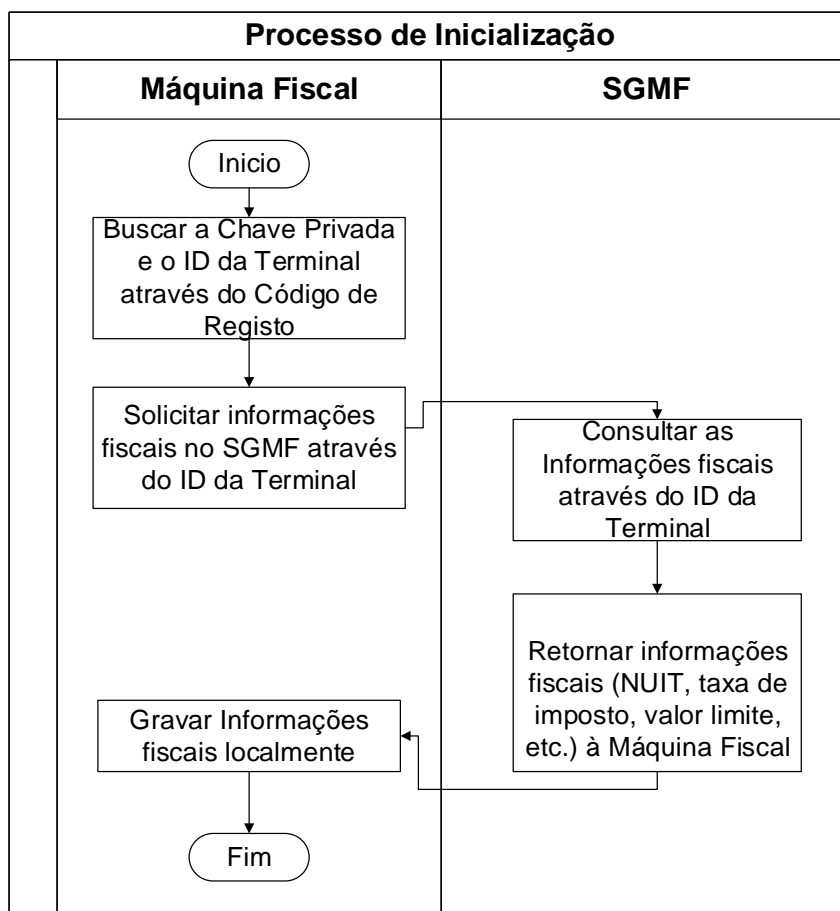 Processo de Inicialização
Máquina Fiscal
SGMF
Inicio
Buscar a Chave Privada
e o ID da Terminal
através do Código de
Registo
Solicitar informações
fiscais no SGMF através
do ID da Terminal
Consultar as
Informações fiscais
através do ID da
Terminal
Retornar informações
fiscais (NUIT, taxa de
imposto, valor limite,
etc.) à Máquina Fiscal
Gravar Informações
fiscais localmente
Fim